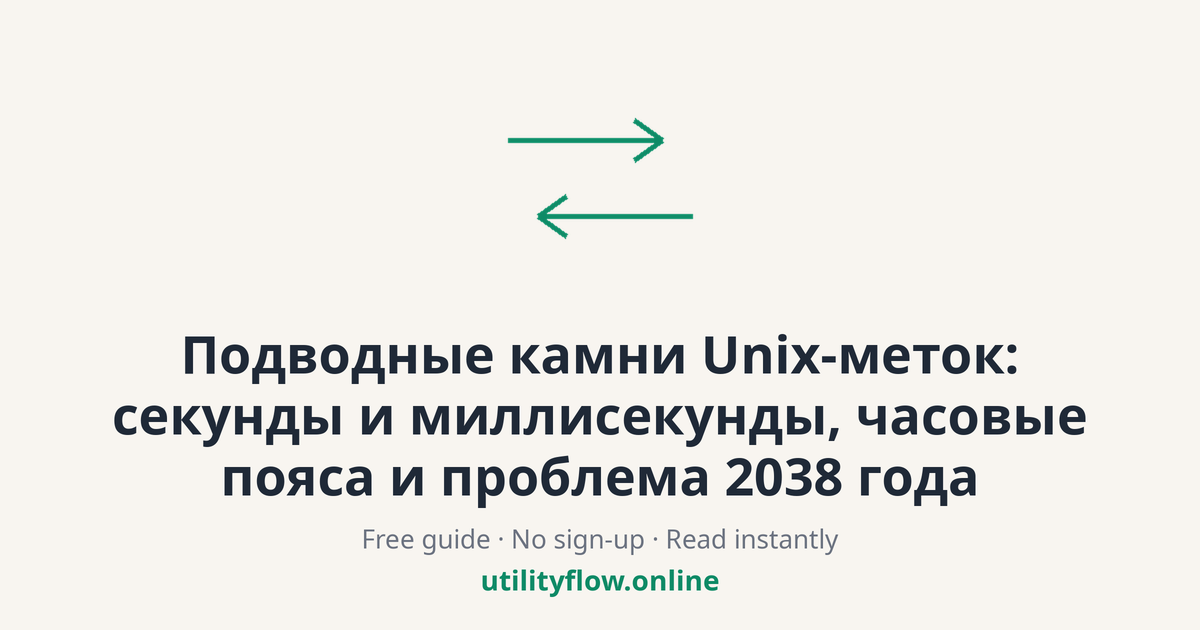 Подводные камни Unix-меток:
секунды и миллисекунды, часовые
пояса и проблема 2038 года
Free guide · No sign-up · Read instantly
utilityflow.online